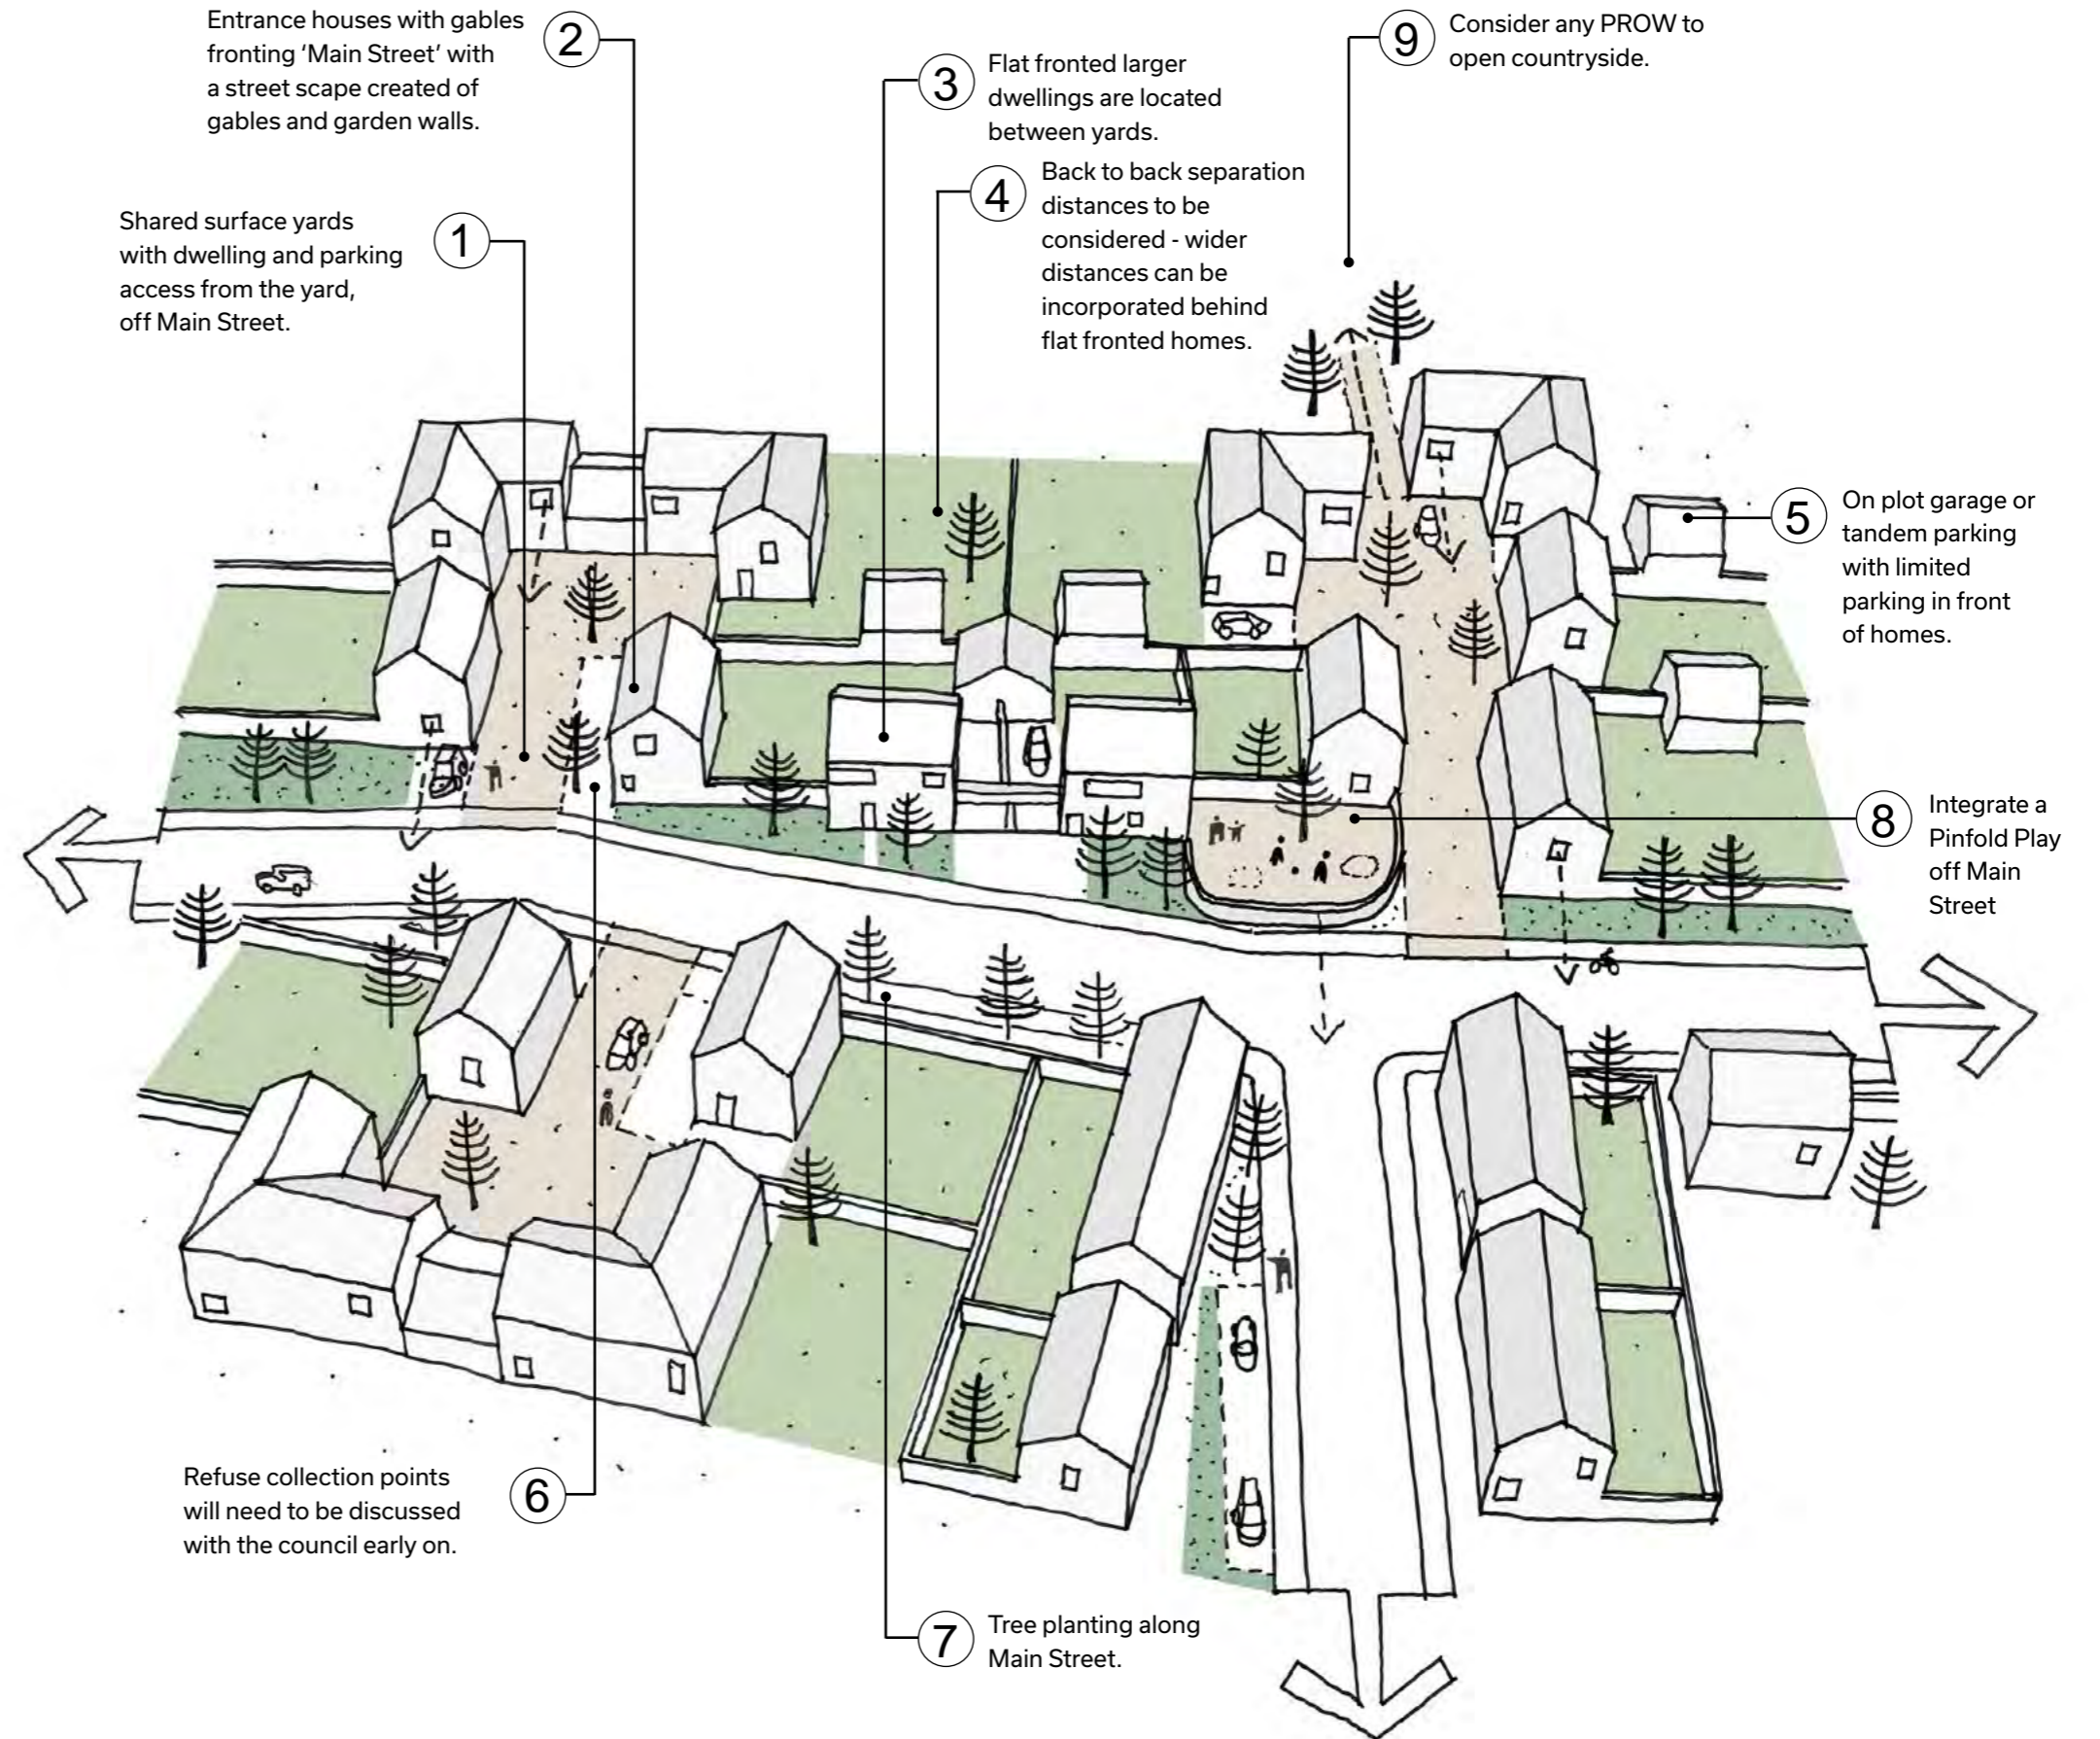 2
Entrance houses with gables
fronting ‘Main Street’ with
a street scape created of
gables and garden walls.
9
Consider any PROW to
open countryside.
3
Flat fronted larger
dwellings are located
between yards.
4
Back to back separation
distances to be
considered - wider
distances can be
incorporated behind
flat fronted homes.
1
Shared surface yards
with dwelling and parking
access from the yard,
off Main Street.
5
On plot garage or
tandem parking
with limited
parking in front
of homes.
8
Integrate a
Pinfold Play
off Main
Street
6
Refuse collection points
will need to be discussed
with the council early on.
7
Tree planting along
Main Street.